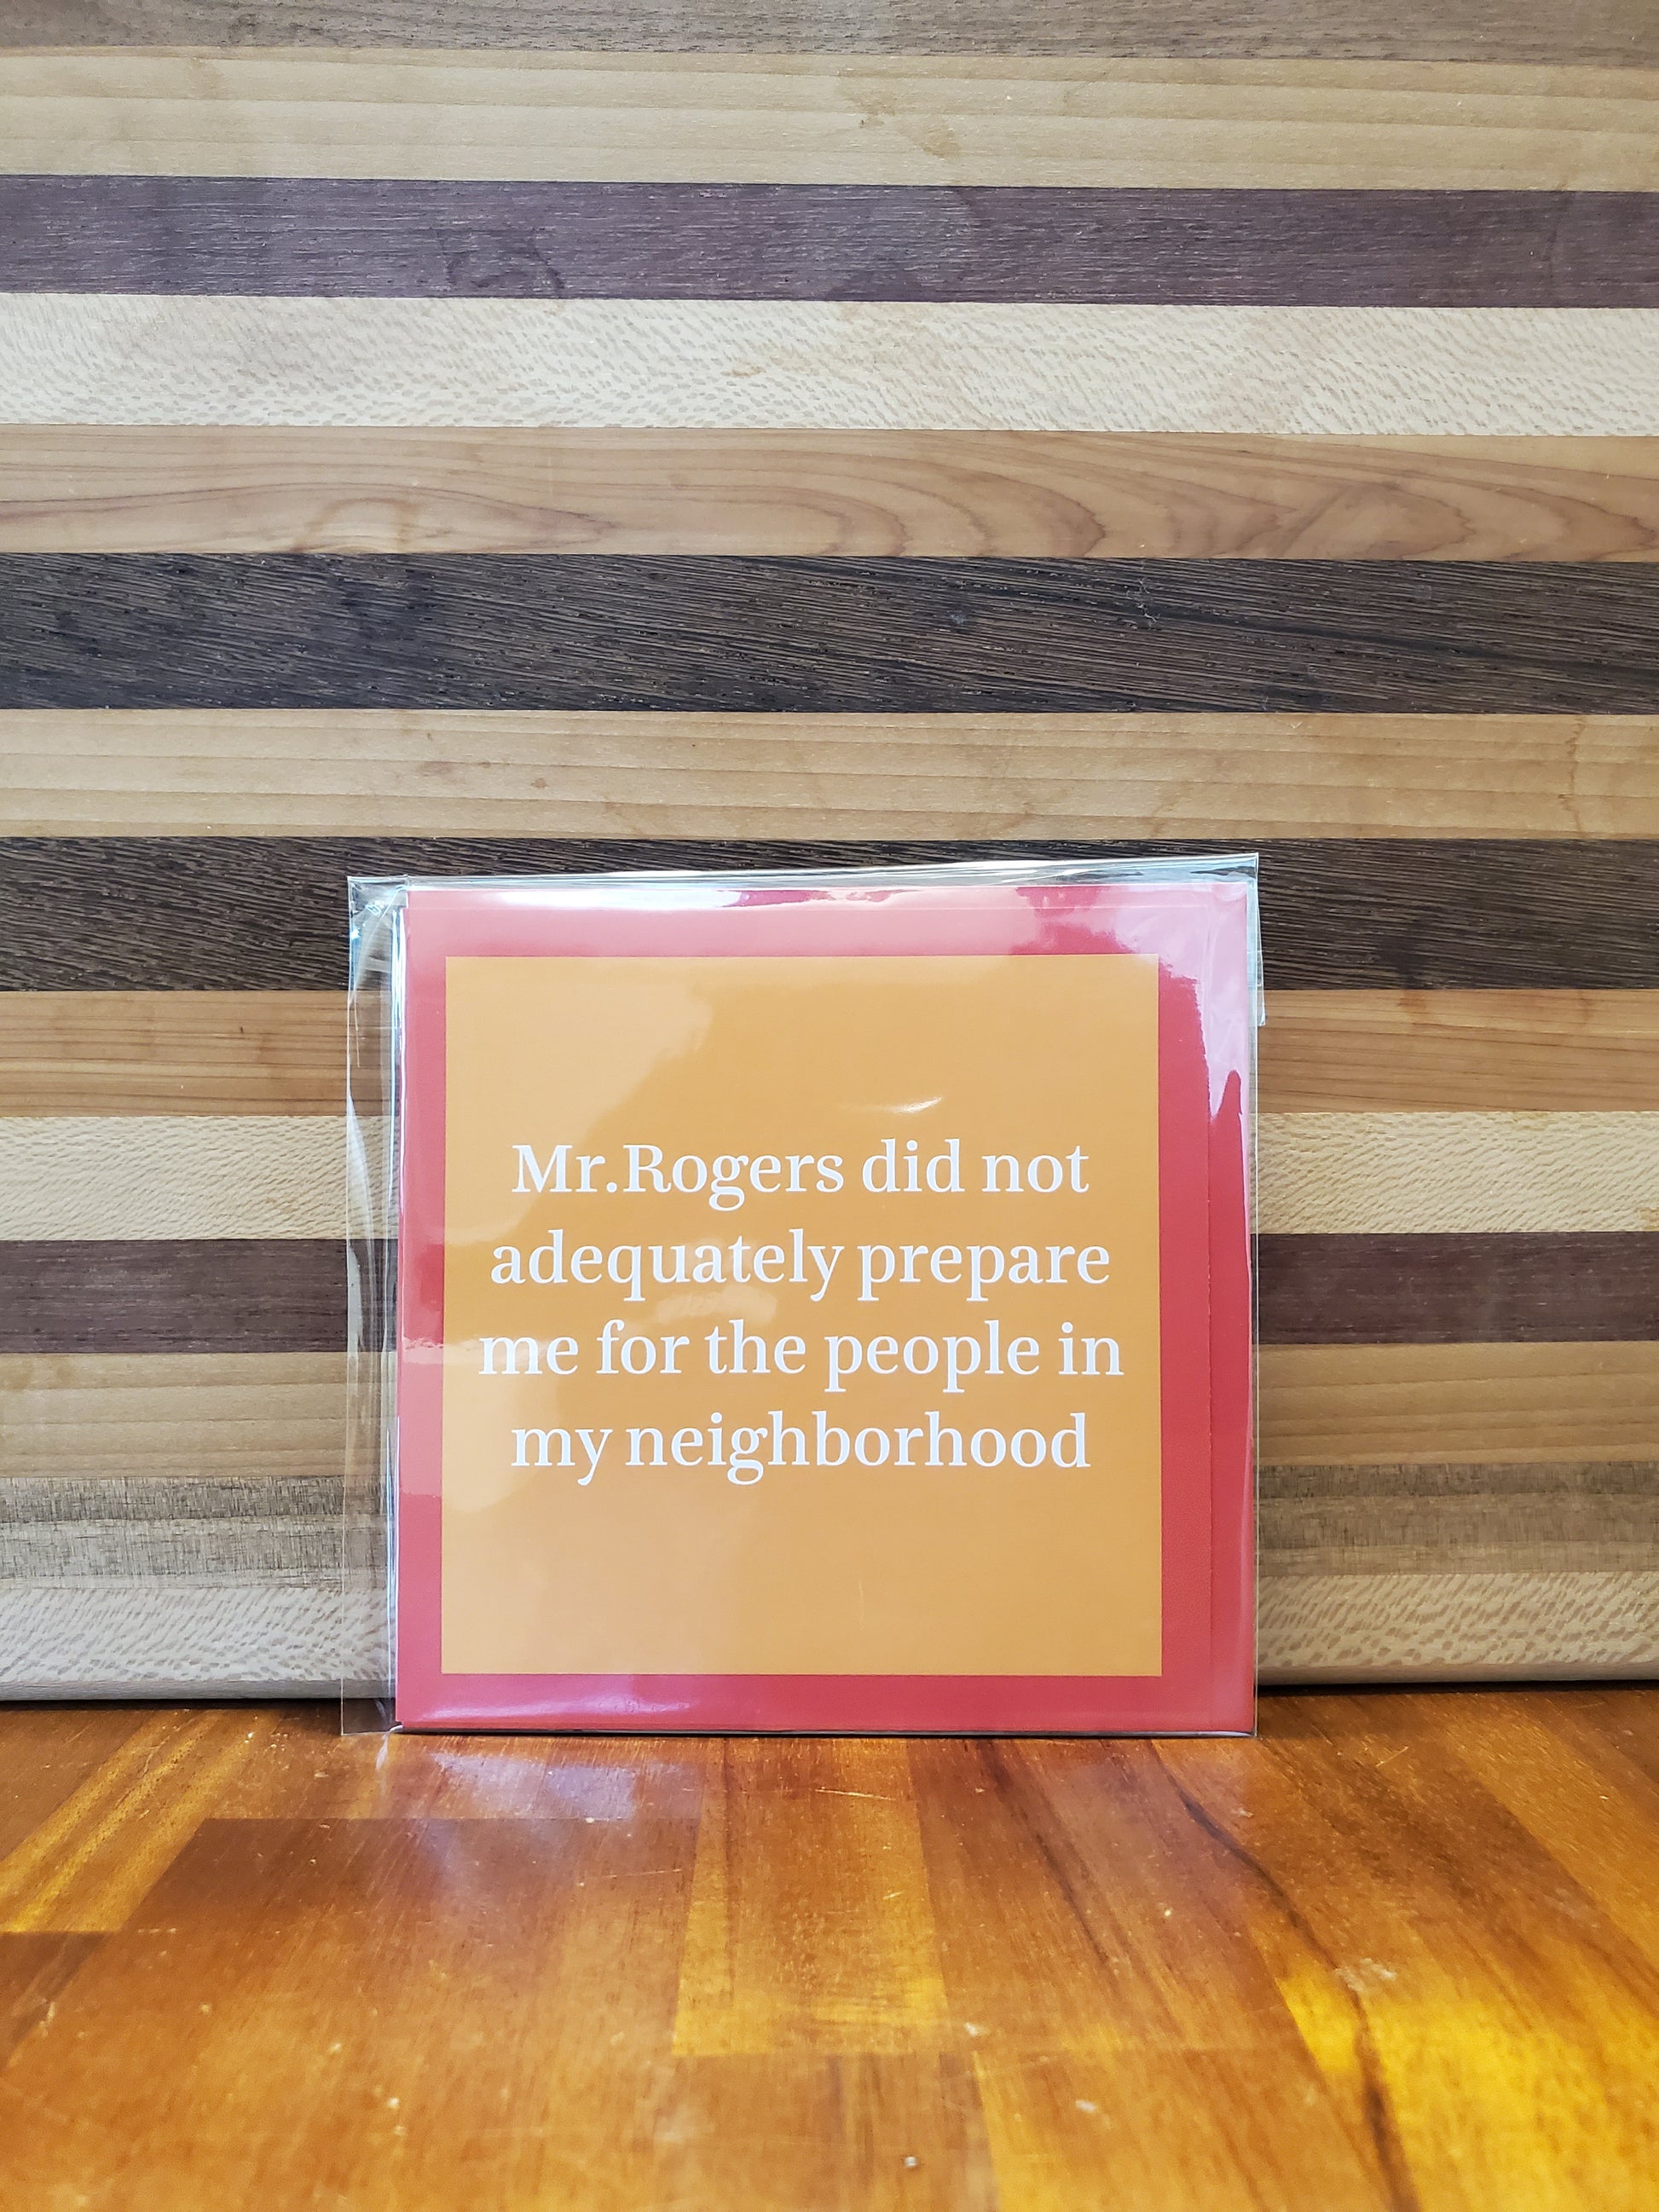 Mr.Rogers did not
adequately prepare
me for the people in
my neighborhood